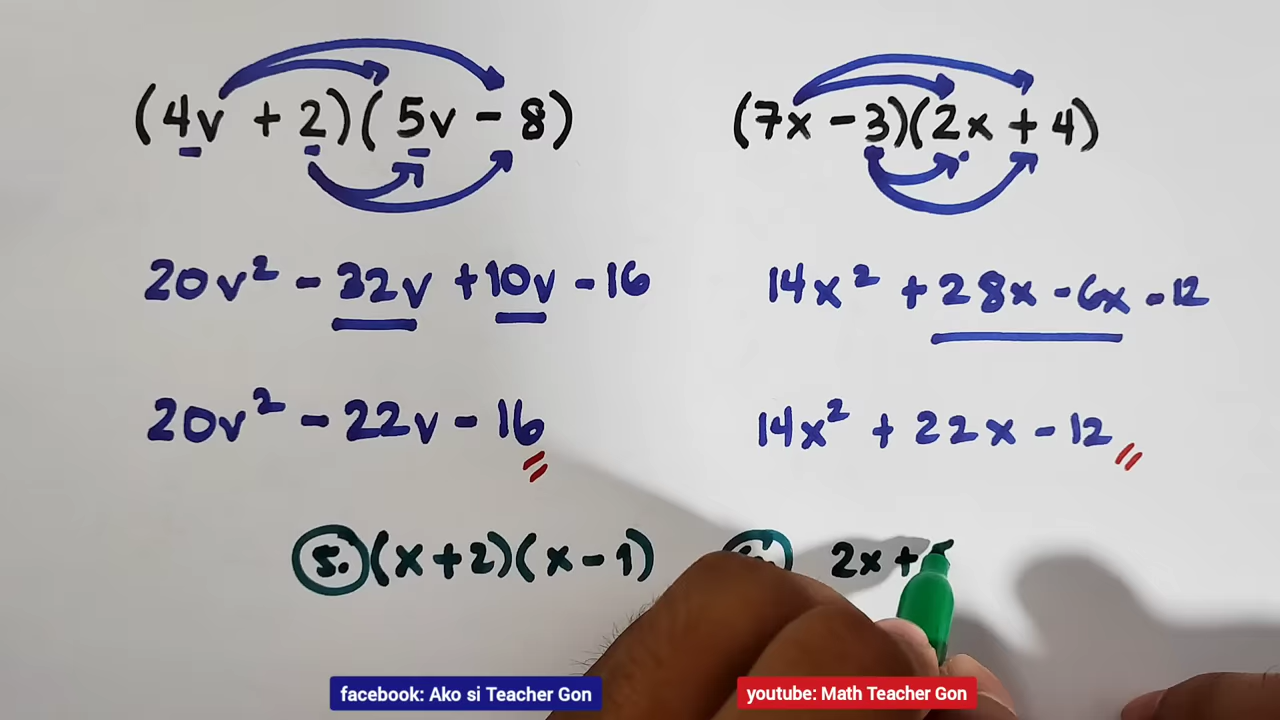 (4v + 2)(5v - 8)
20v² - 32v + 10v - 16
20v² - 22v - 16
(7x - 3)(2x + 4)
14x² + 28x - 6x - 12
14x² + 22x - 12
5. (x + 2)(x - 1)
2x +
facebook: Ako si Teacher Gon
youtube: Math Teacher Gon